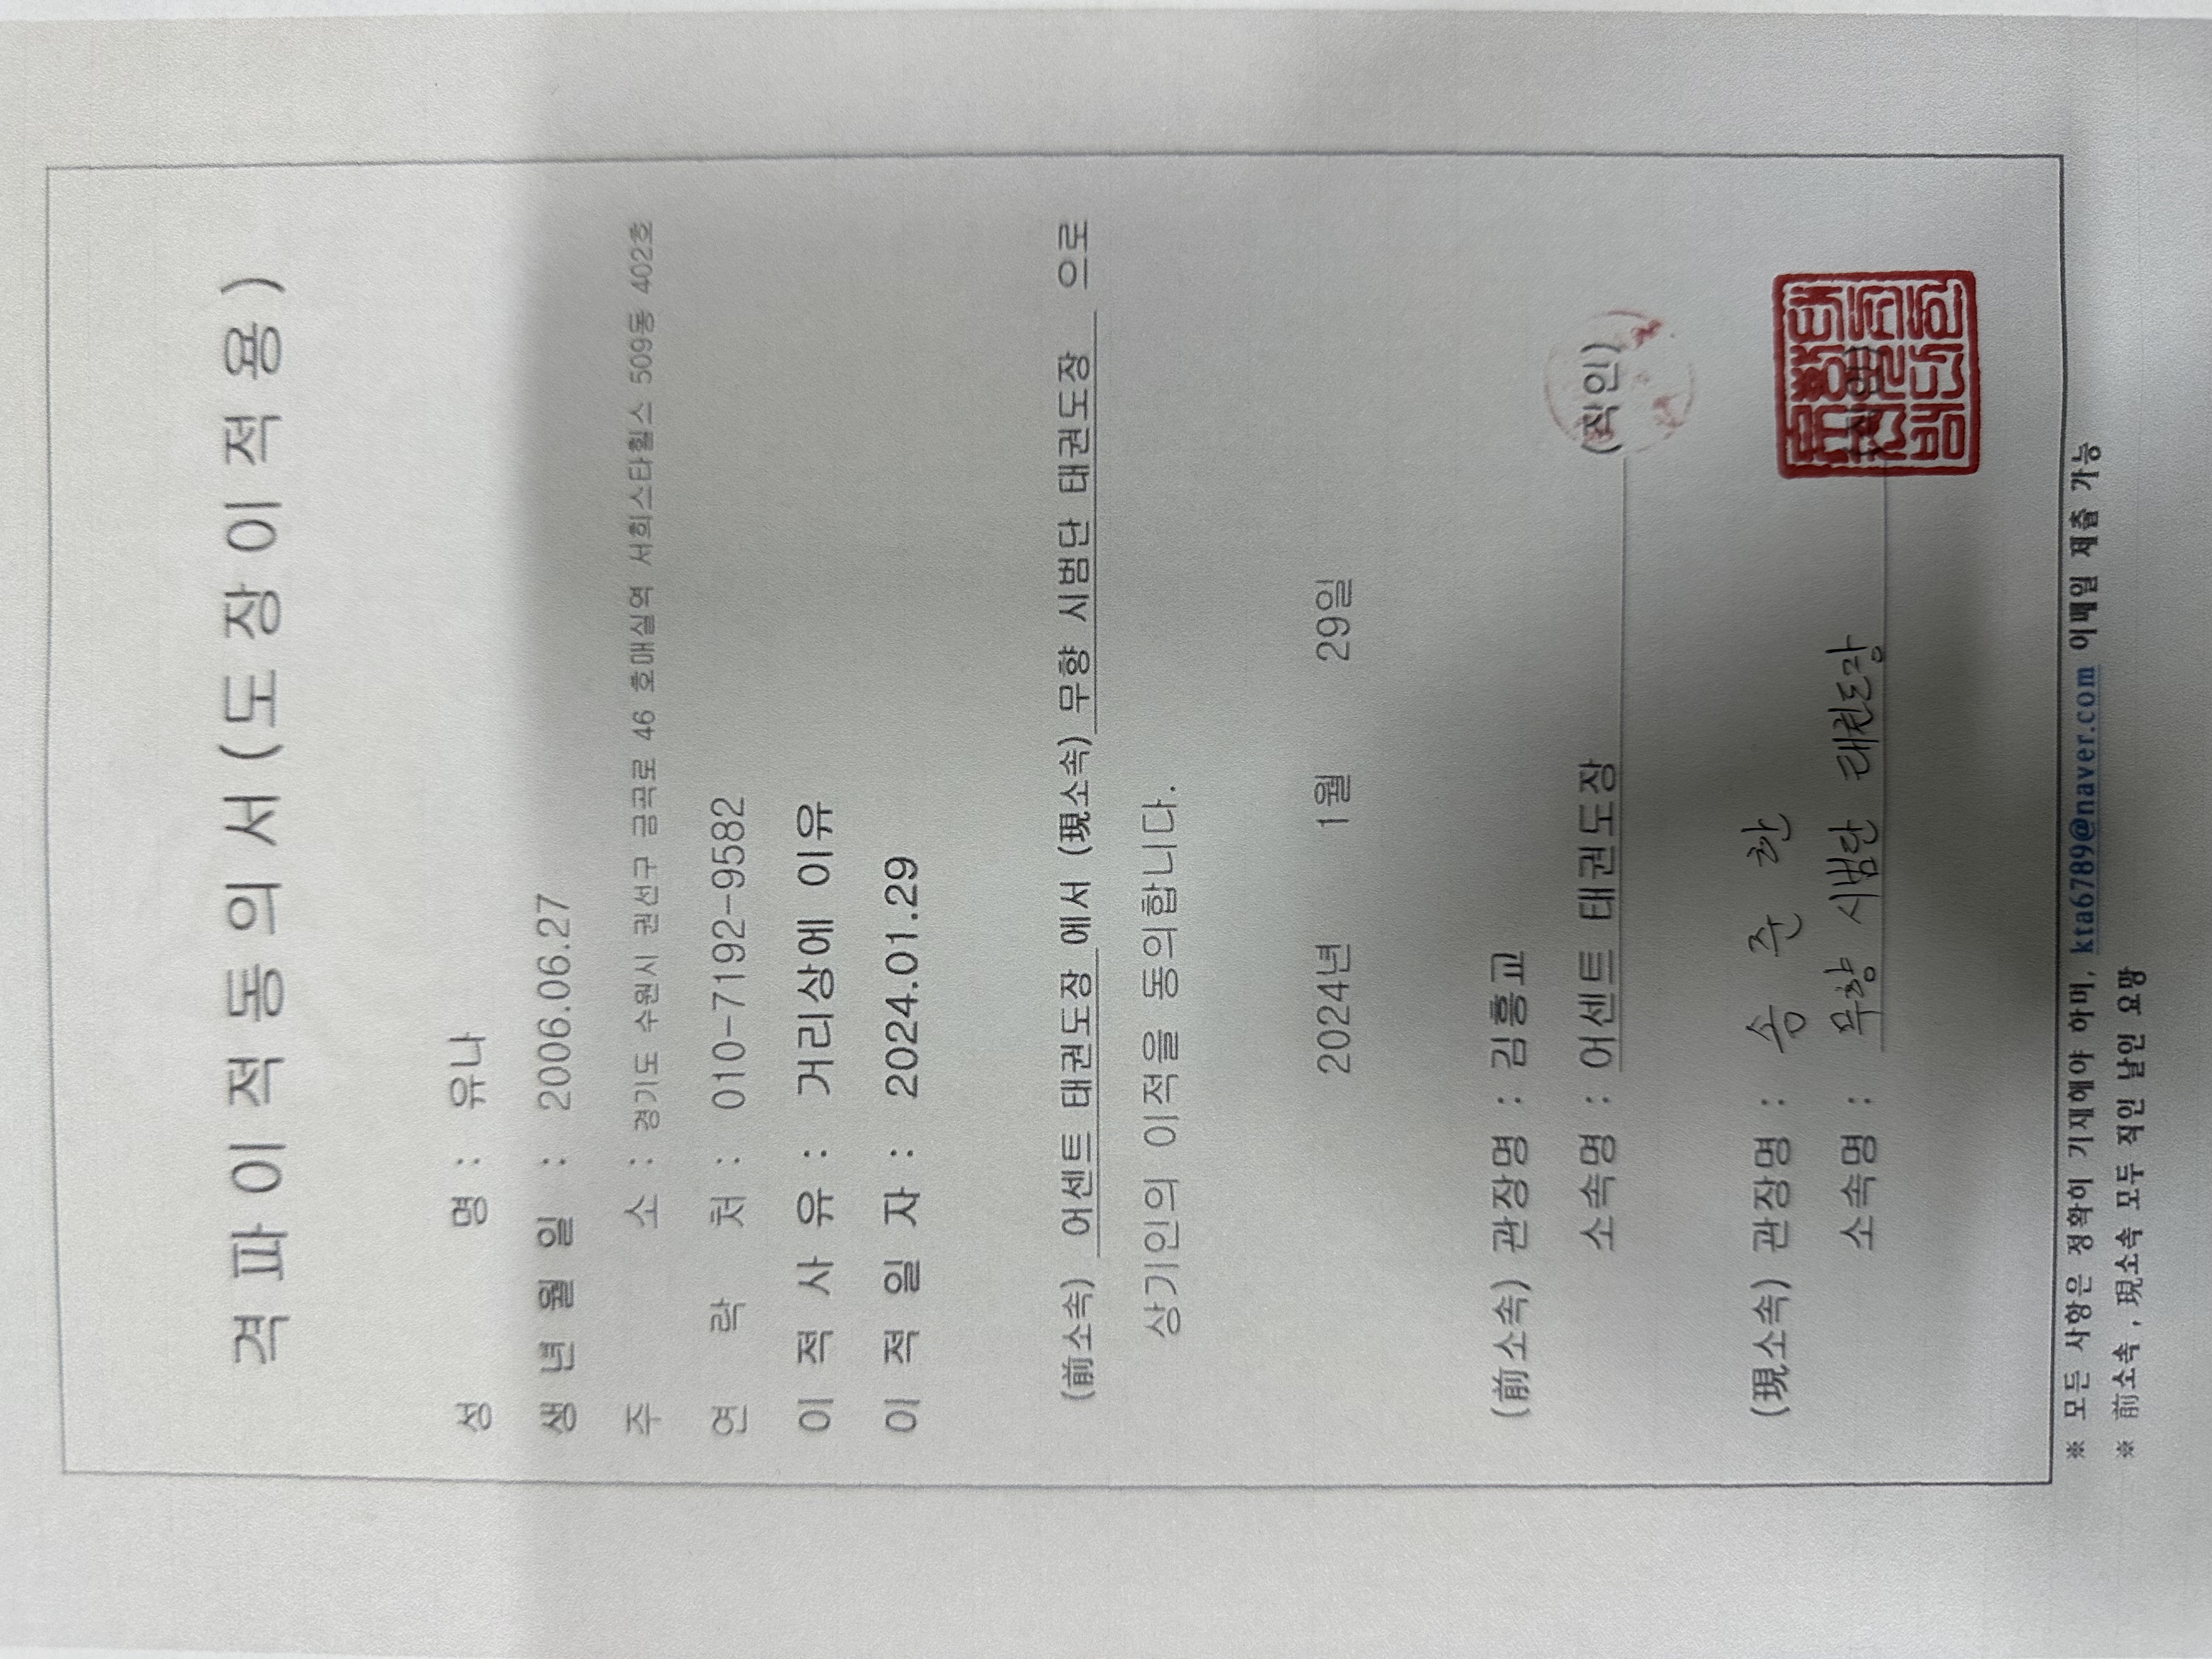 격파이적동의서(도장이적용)
성 명 : 유나
생년월일 : 2006.06.27
주 소 : 경기도 수원시 권선구 금곡로 46 호매실역 서희스타힐스 509동 402호
연 락 처 : 010-7192-9582
이 적 사 유 : 거리상에 이유
이 적 일 자 : 2024.01.29
(前소속) 어센트 태권도장 에서 (現소속) 무향 시범단 태권도장 으로
상기인의 이적을 동의합니다.
2024년 1월 29일
(前소속) 관장명 : 김홍교
소속명 : 어센트 태권도장 (직인)
(現소속) 관장명 : 송주한
소속명 : 무향 시범단 태권도장
※ 모든 사항은 정확히 기재해야 하며, kta6789@naver.com 이메일 제출 가능
※ 前소속, 現소속 모두 직인 날인 요망